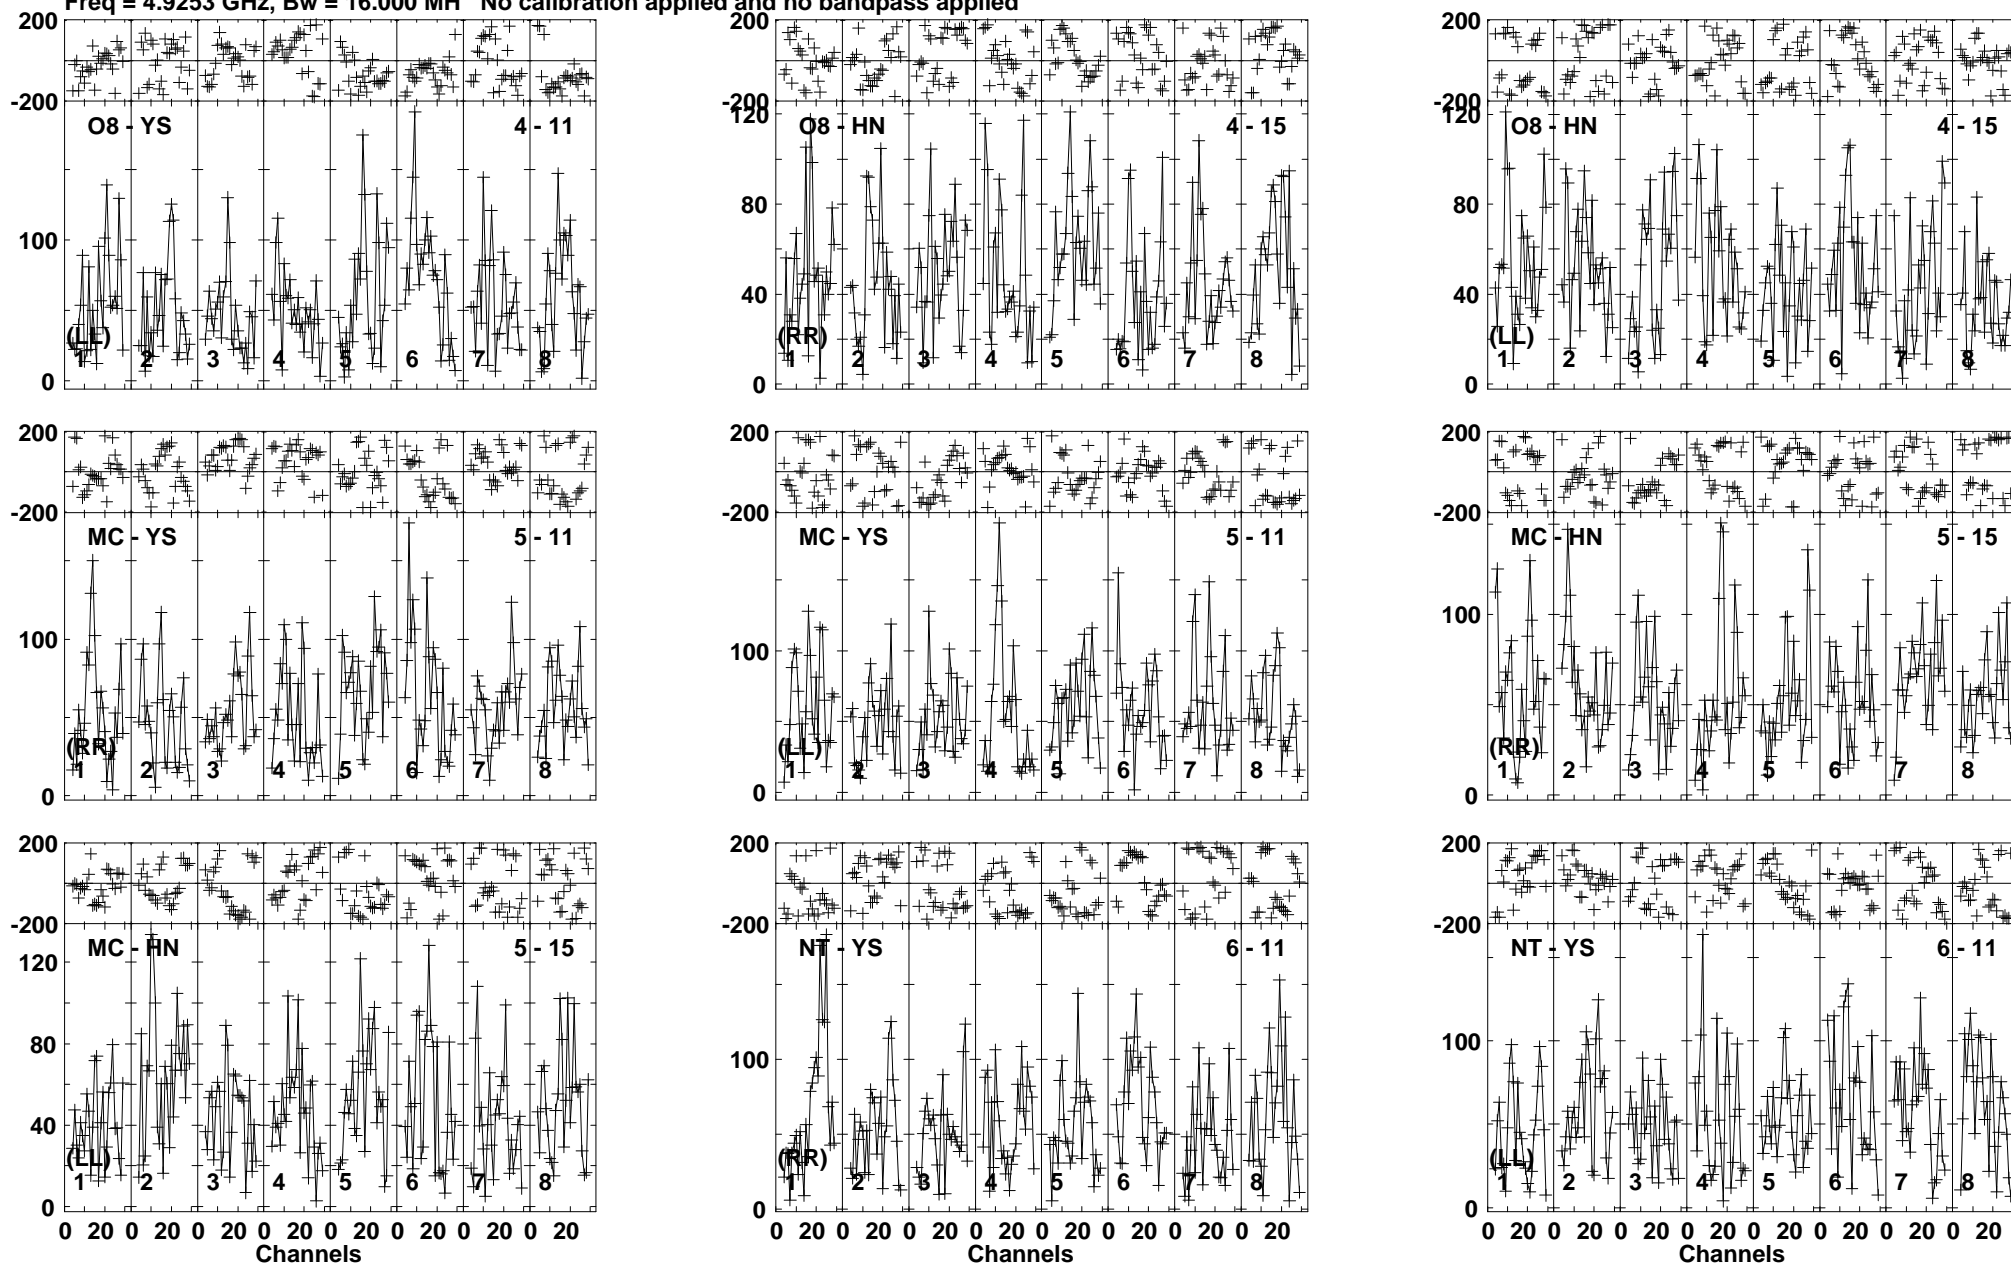 Freq = 4.9253 GHz, Bw = 16.000 MH No calibration applied and no bandpass applied
200 200 200
-200 -200 -200
O8 - YS 4 - 11 120 O8 - HN 4 - 15 120 O8 - HN 4 - 15
80 80
100
40 40
(LL) (RR) (LL)
1 2 3 4 5 6 7 8 1 2 3 4 5 6 7 8 1 2 3 4 5 6 7 8
0 0 0
200 200 200
-200 -200 -200
MC - YS 5 - 11 MC - YS 5 - 11 MC - HN 5 - 15
100 100 100
(RR) (LL) (RR)
1 2 3 4 5 6 7 8 1 2 3 4 5 6 7 8 1 2 3 4 5 6 7 8
0 0 0
200 200 200
-200 -200 -200
MC - HN 5 - 15 NT - YS 6 - 11 NT - YS 6 - 11
120
80 100 100
40
(LL) (RR) (LL)
1 2 3 4 5 6 7 8 1 2 3 4 5 6 7 8 1 2 3 4 5 6 7 8
0 0 0
0 20 0 20 0 20 0 20 0 20 0 20 0 20 0 20 0 20 0 20 0 20 0 20 0 20 0 20 0 20 0 20 0 20 0 20 0 20 0 20 0 20 0 20 0 20 0 20
Channels Channels Channels